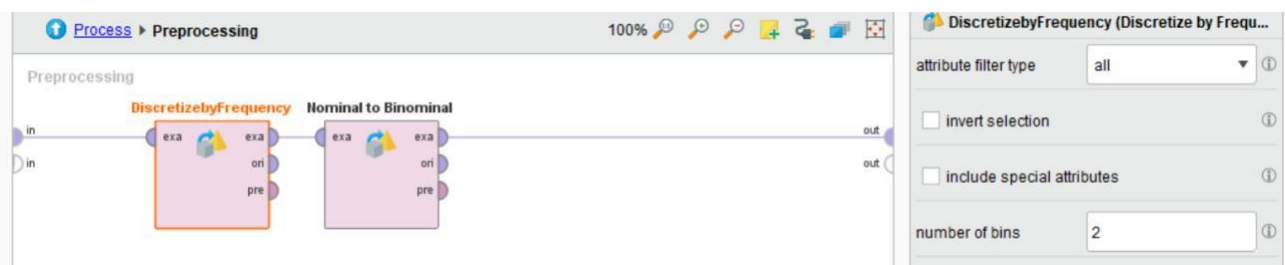 Process ▸ Preprocessing
100%
Preprocessing
DiscretizebyFrequency Nominal to Binominal
in exa exa exa exa out
in ori ori out
pre pre
DiscretizebyFrequency (Discretize by Frequ...
attribute filter type all
invert selection
include special attributes
number of bins 2